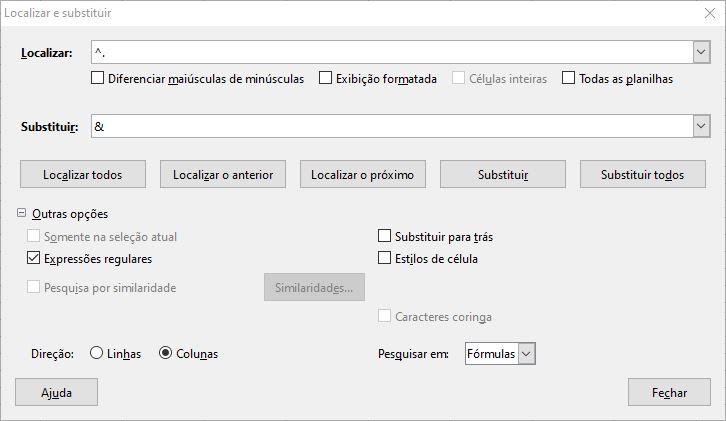 Localizar e substituir
Localizar: ^.
Diferenciar maiúsculas de minúsculas Exibição formatada Células inteiras Todas as planilhas
Substituir: &
Localizar todos Localizar o anterior Localizar o próximo Substituir Substituir todos
Outras opções
Somente na seleção atual Substituir para trás
Expressões regulares Estilos de célula
Pesquisa por similaridade Similaridades...
Caracteres coringa
Direção: Linhas Colunas Pesquisar em: Fórmulas
Ajuda Fechar